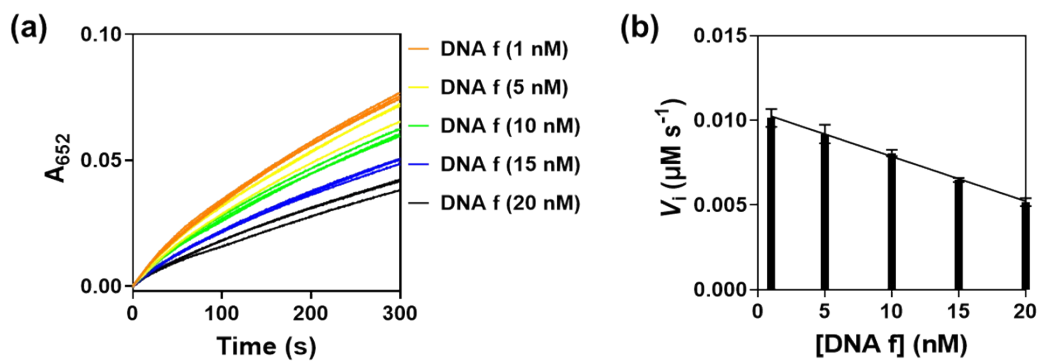 (a)
0.10
0.05
0.00
A652
0
100
200
300
Time (s)
DNA f (1 nM)
DNA f (5 nM)
DNA f (10 nM)
DNA f (15 nM)
DNA f (20 nM)
(b)
0.015
0.010
0.005
0.000
Vi (µM s⁻¹)
0
5
10
15
20
[DNA f] (nM)